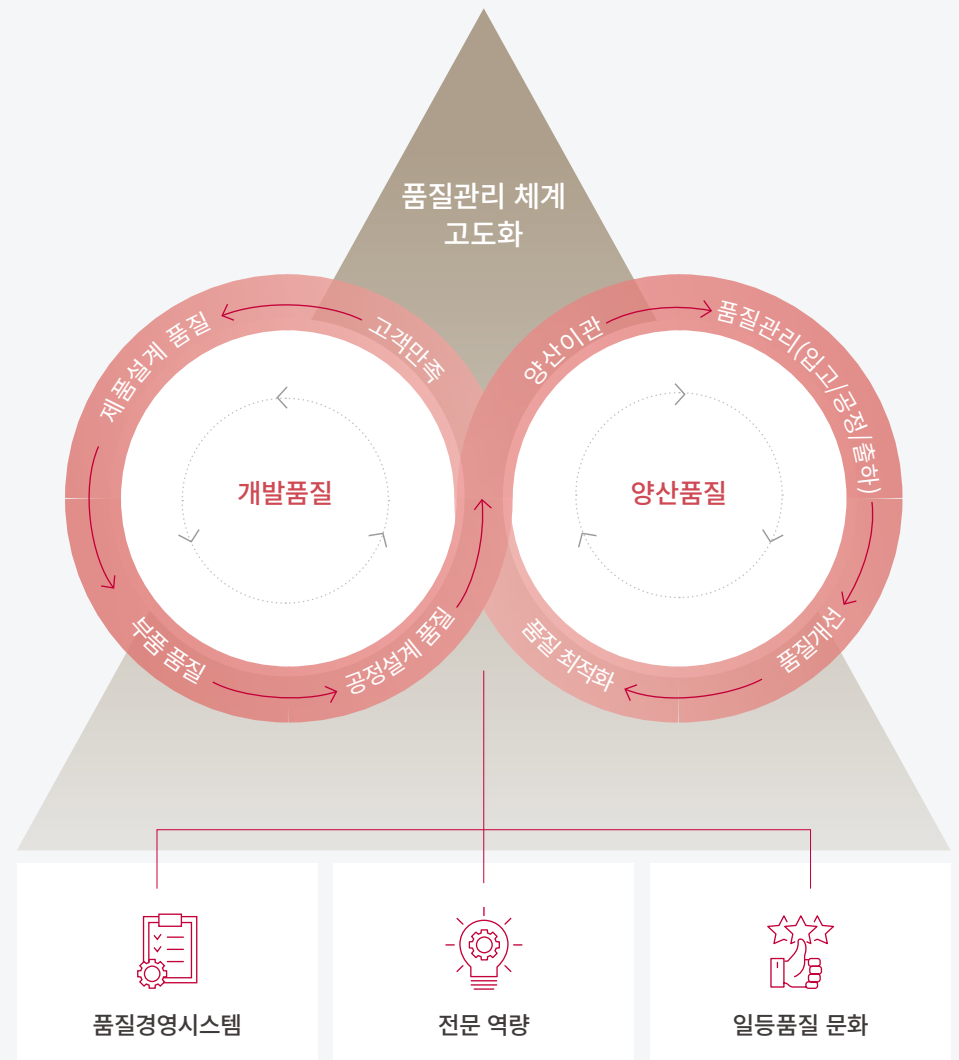 품질관리 체계
고도화
고객만족
제품설계 품질
부품 품질
공정설계 품질
개발품질
양산이관
품질관리(입고/공정/출하)
품질개선
품질 최적화
양산품질
품질경영시스템
전문 역량
일등품질 문화